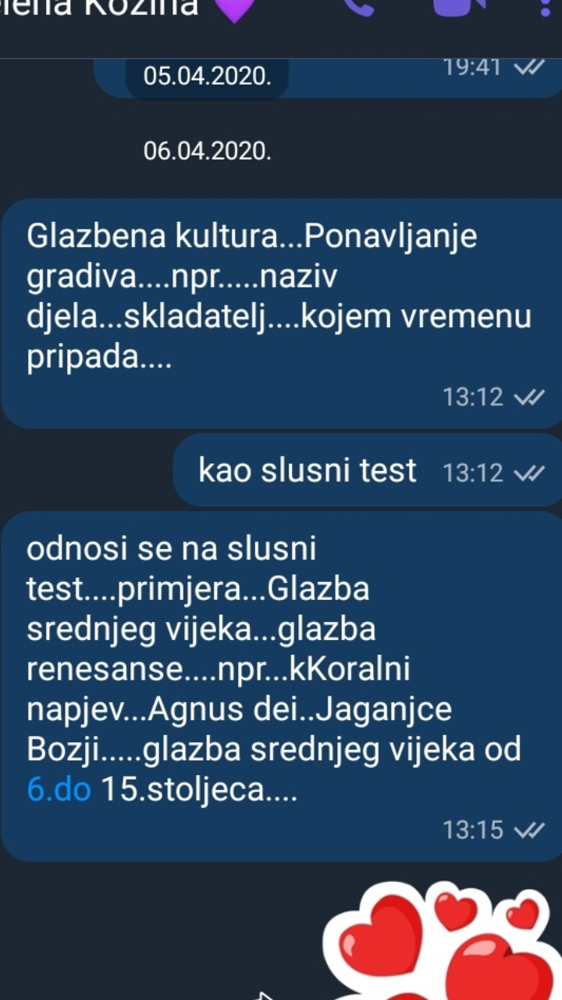 Kozina
05.04.2020.
19:41
06.04.2020.
Glazbena kultura...Ponavljanje
gradiva....npr.....naziv
djela...skladatelj....kojem vremenu
pripada....
13:12
kao slusni test 13:12
odnosi se na slusni
test....primjera...Glazba
srednjeg vijeka...glazba
renesanse....npr...kKoralni
napjev...Agnus dei..Jaganjce
Bozji.....glazba srednjeg vijeka od
6.do 15.stoljeca....
13:15